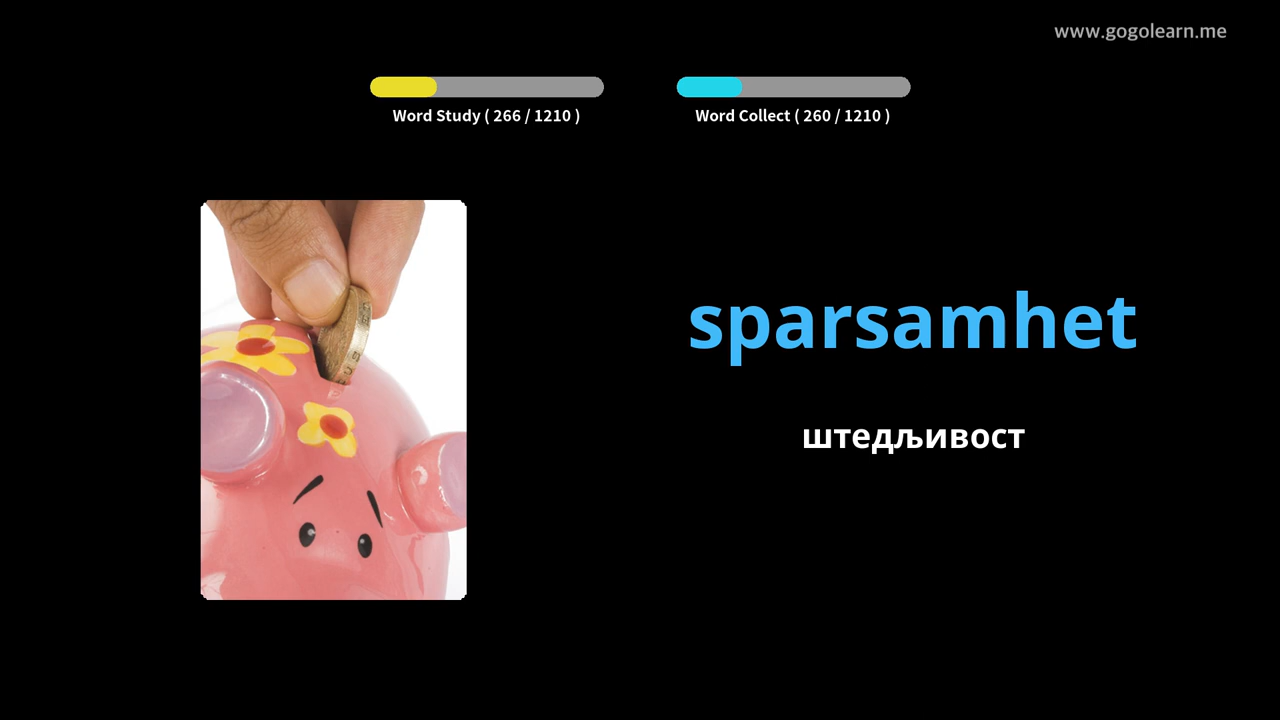 www.gogolearn.me
Word Study ( 266 / 1210 )
Word Collect ( 260 / 1210 )
sparsamhet
штедљивост